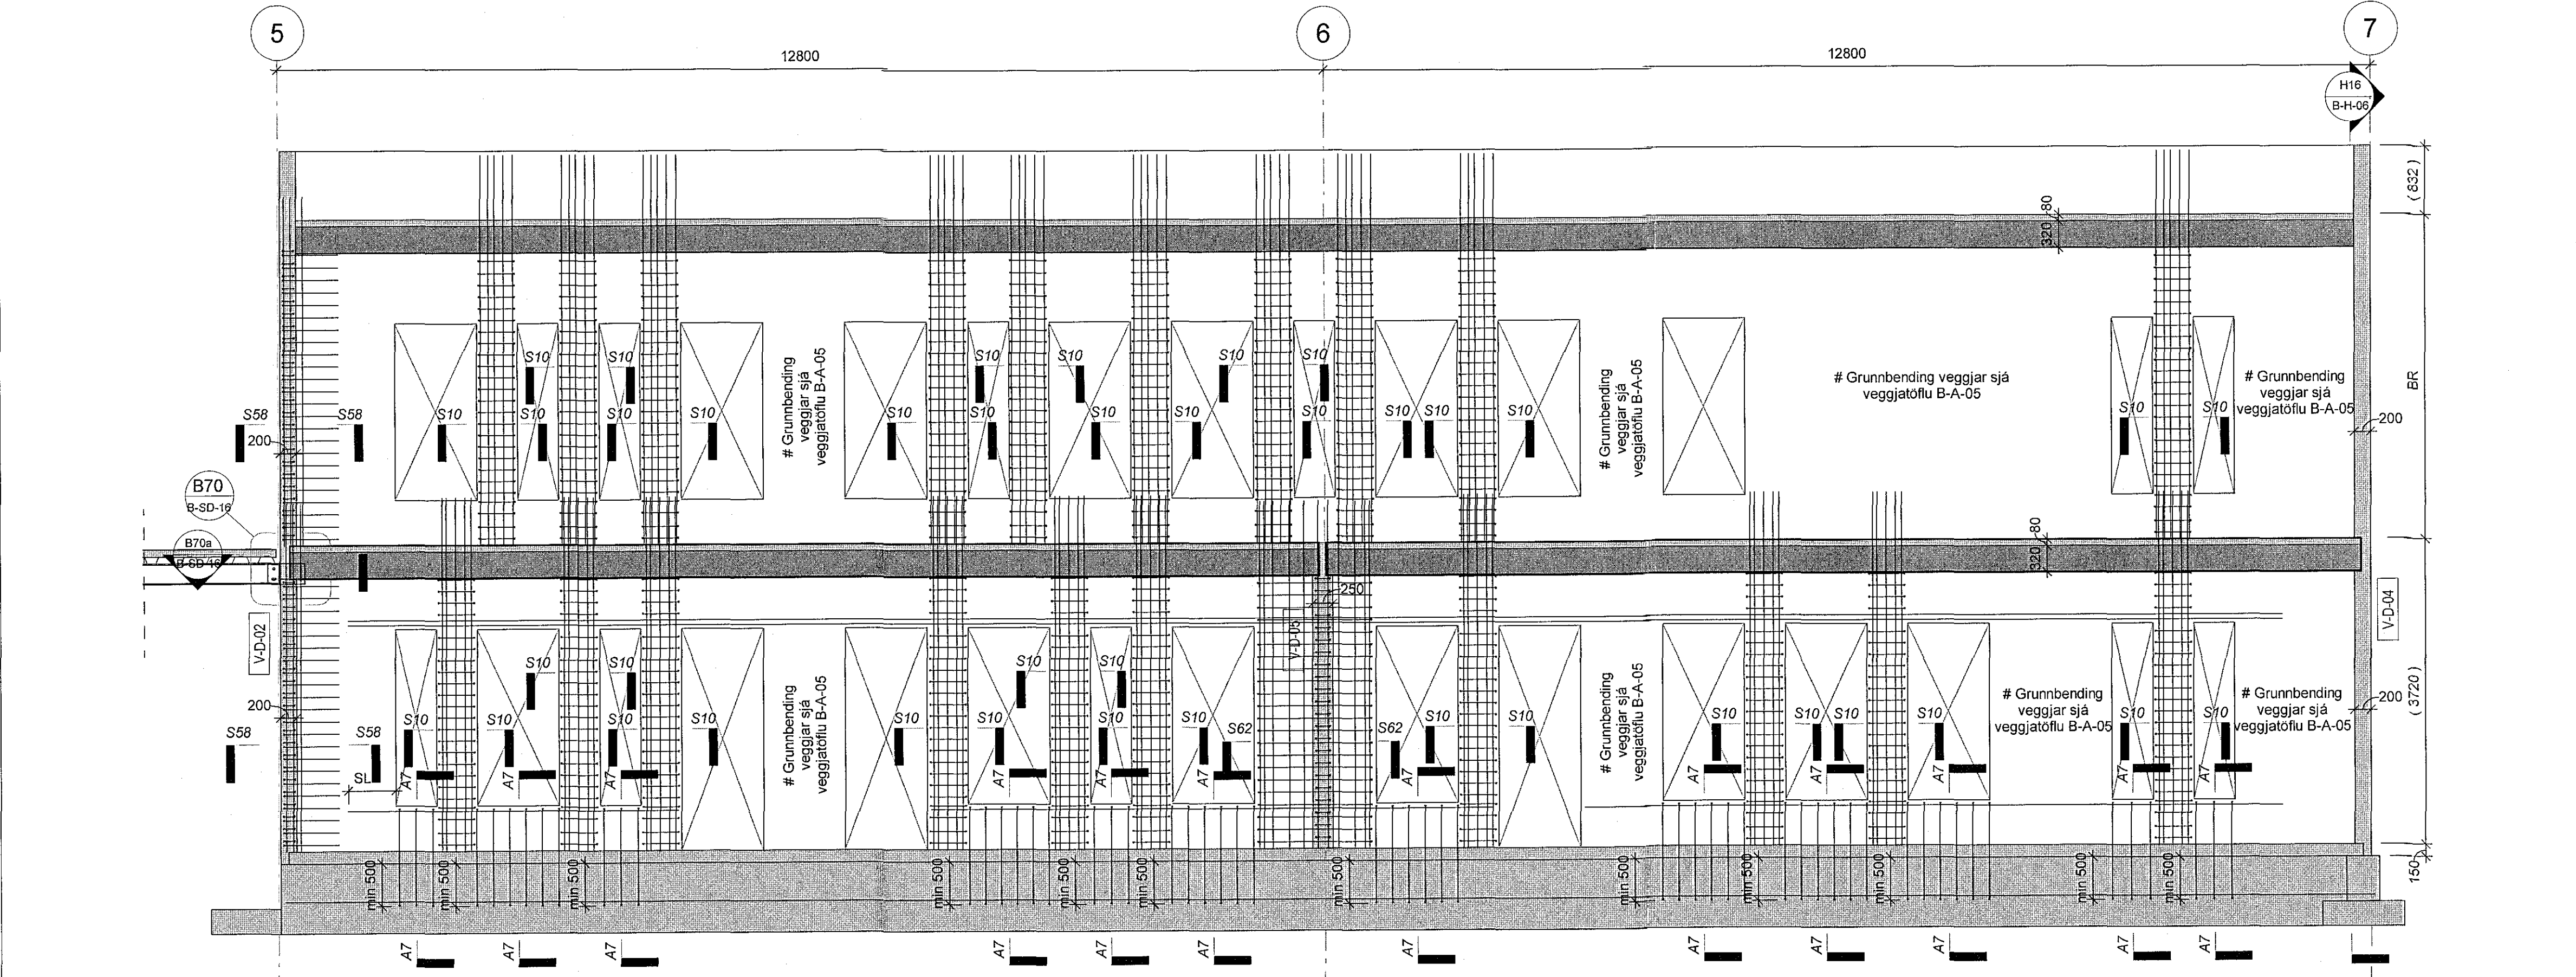 5
6
7
12800
12800
H16
B-H-06
( 832 )
80
320
S10
S10
S10
S10
S10
S10
S58
S58
S10
S10
S10
S10
S10
S10
S10
S10
S10
S10
S10
S10
S10
S10
# Grunnbending
veggjar sjá
veggjatöflu B-A-05
# Grunnbending
veggjar sjá
veggjatöflu B-A-05
# Grunnbending veggjar sjá
veggjatöflu B-A-05
# Grunnbending
veggjar sjá
veggjatöflu B-A-05
BR
200
200
B70
B-SD-16
B70a
B-SD-16
80
320
250
V-D-02
V-D-05
V-D-04
S10
S10
S10
S10
200
S58
S58
S10
S10
S10
S10
S10
S10
S10
S10
S62
S62
S10
S10
S10
S10
S10
S10
S10
S10
# Grunnbending
veggjar sjá
veggjatöflu B-A-05
# Grunnbending
veggjar sjá
veggjatöflu B-A-05
# Grunnbending
veggjar sjá
veggjatöflu B-A-05
# Grunnbending
veggjar sjá
veggjatöflu B-A-05
200
( 3720 )
SL
A7
A7
A7
A7
A7
A7
A7
A7
A7
A7
A7
A7
min 500
min 500
min 500
min 500
min 500
min 500
min 500
min 500
min 500
min 500
min 500
min 500
150
A7
A7
A7
A7
A7
A7
A7
A7
A7
A7
A7
A7